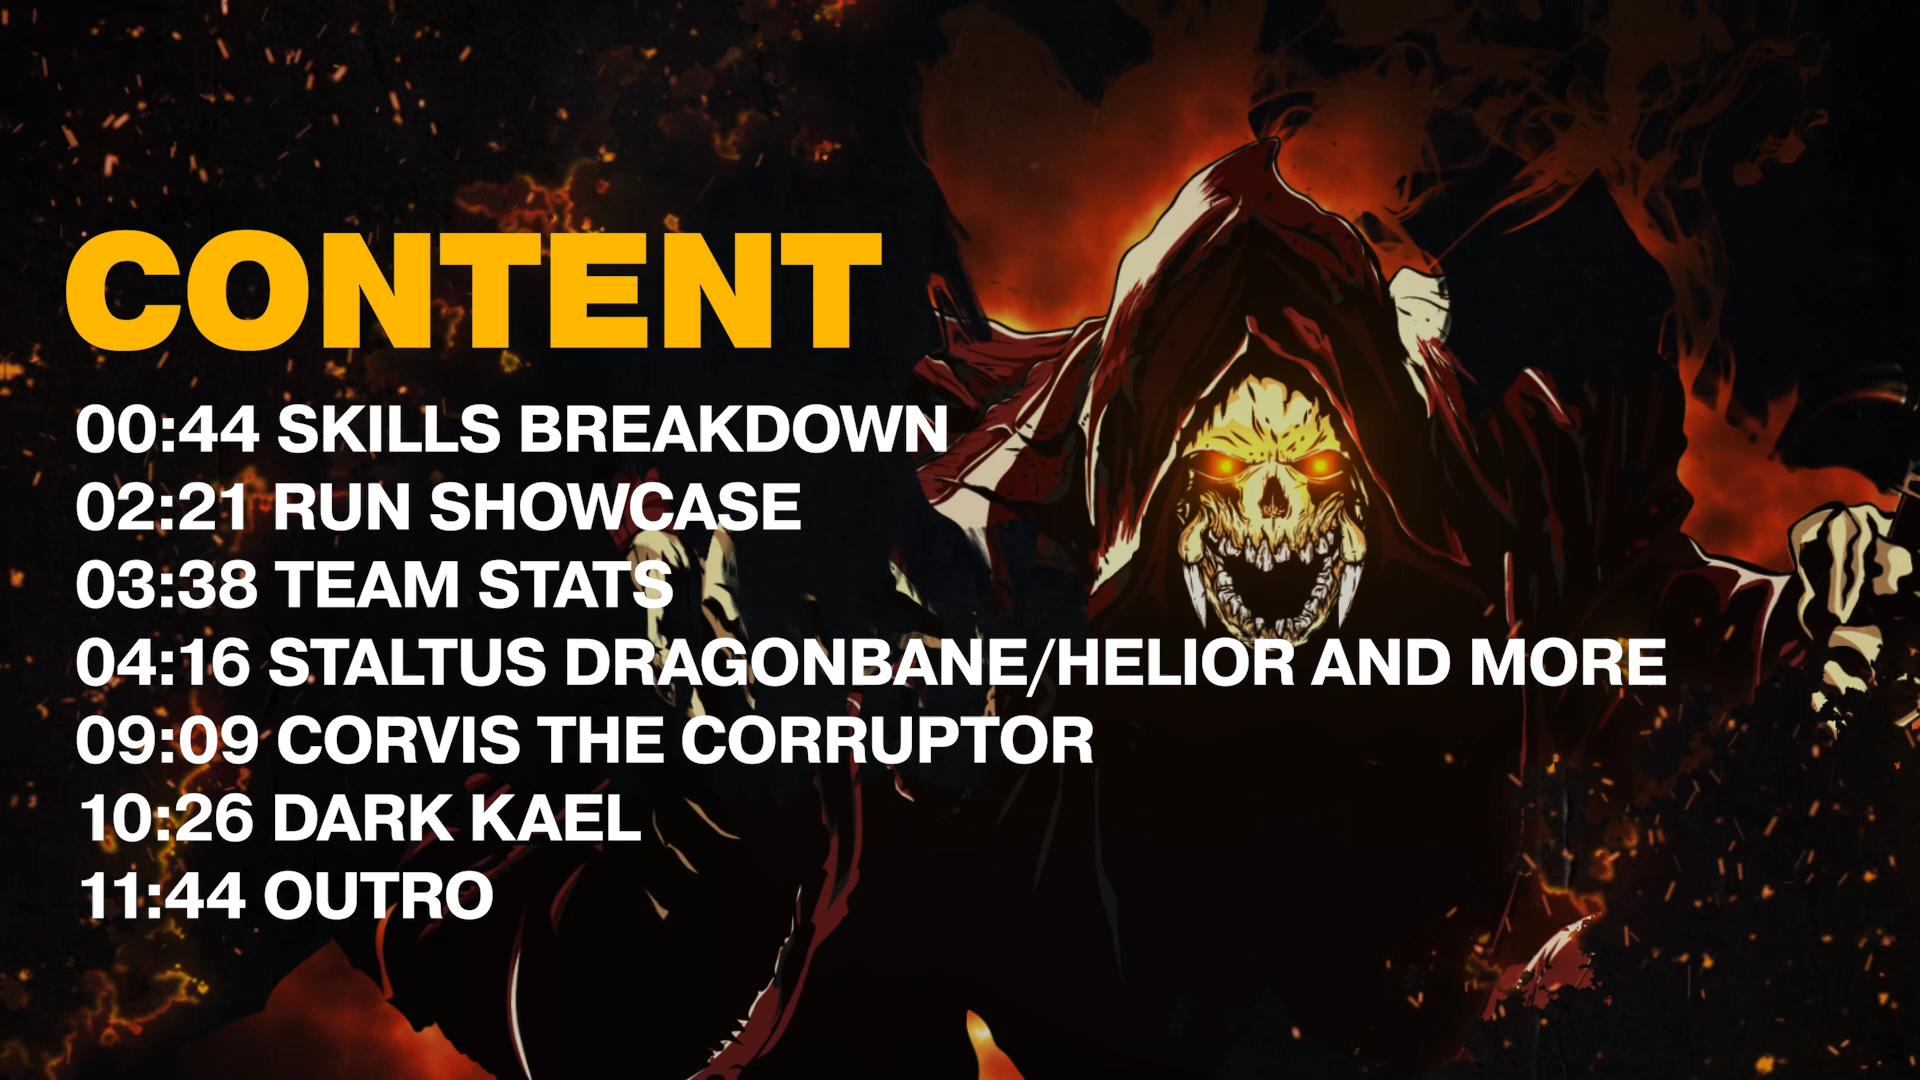 CONTENT
00:44 SKILLS BREAKDOWN
02:21 RUN SHOWCASE
03:38 TEAM STATS
04:16 STALTUS DRAGONBANE/HELIOR AND MORE
09:09 CORVIS THE CORRUPTOR
10:26 DARK KAEL
11:44 OUTRO